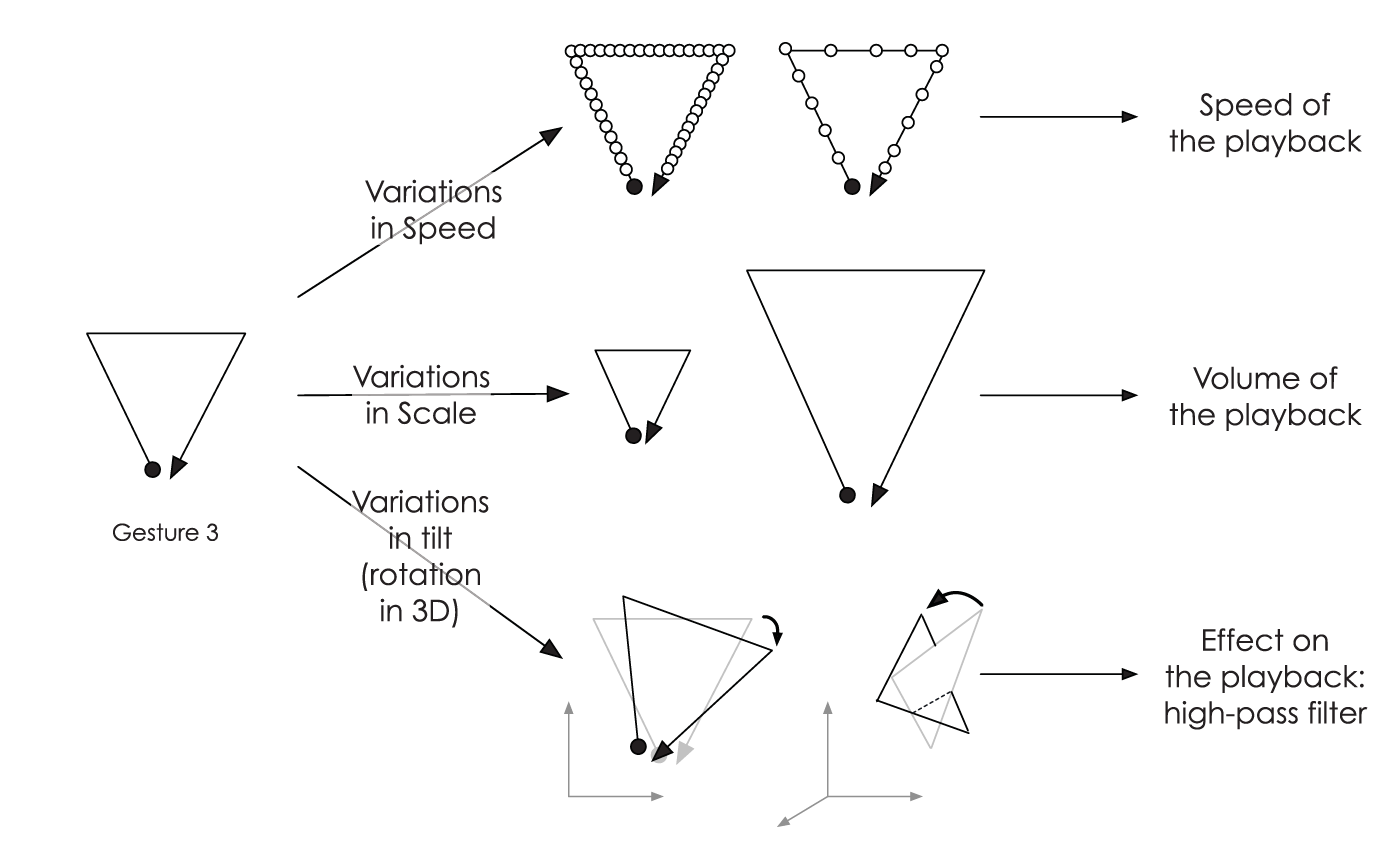 Variations
in Speed
Speed of
the playback
Variations
in Scale
Volume of
the playback
Gesture 3
Variations
in tilt
(rotation
in 3D)
Effect on
the playback:
high-pass filter